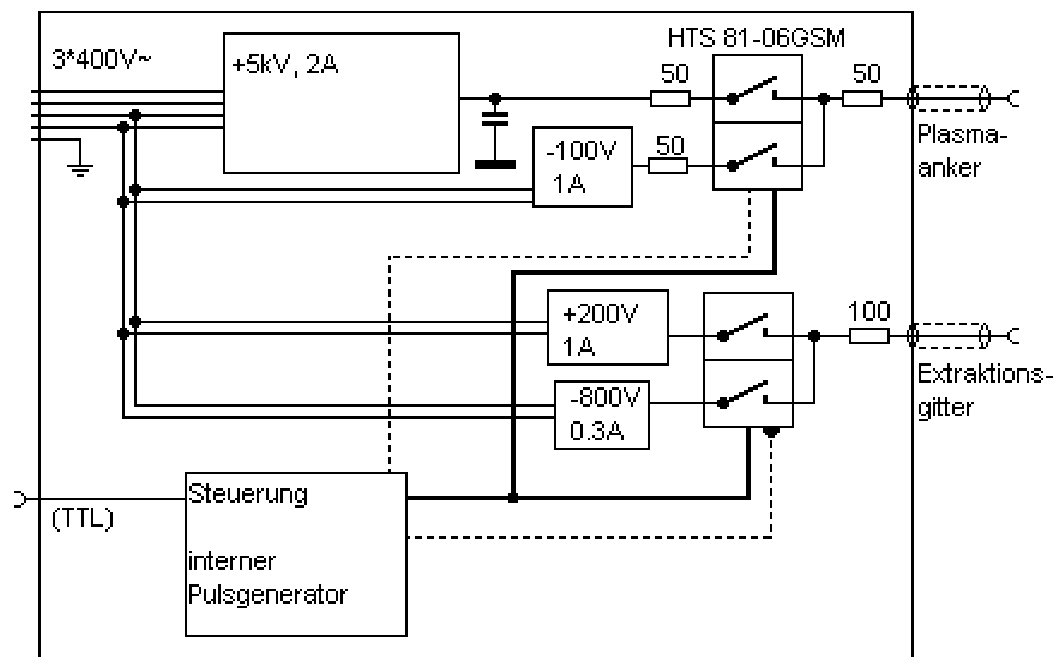 3*400V~
+5kV, 2A
HTS 81-06GSM
50
50
Plasma-
anker
-100V
1A
50
+200V
1A
100
Extraktions-
gitter
-800V
0.3A
Steuerung
(TTL)
interner
Pulsgenerator